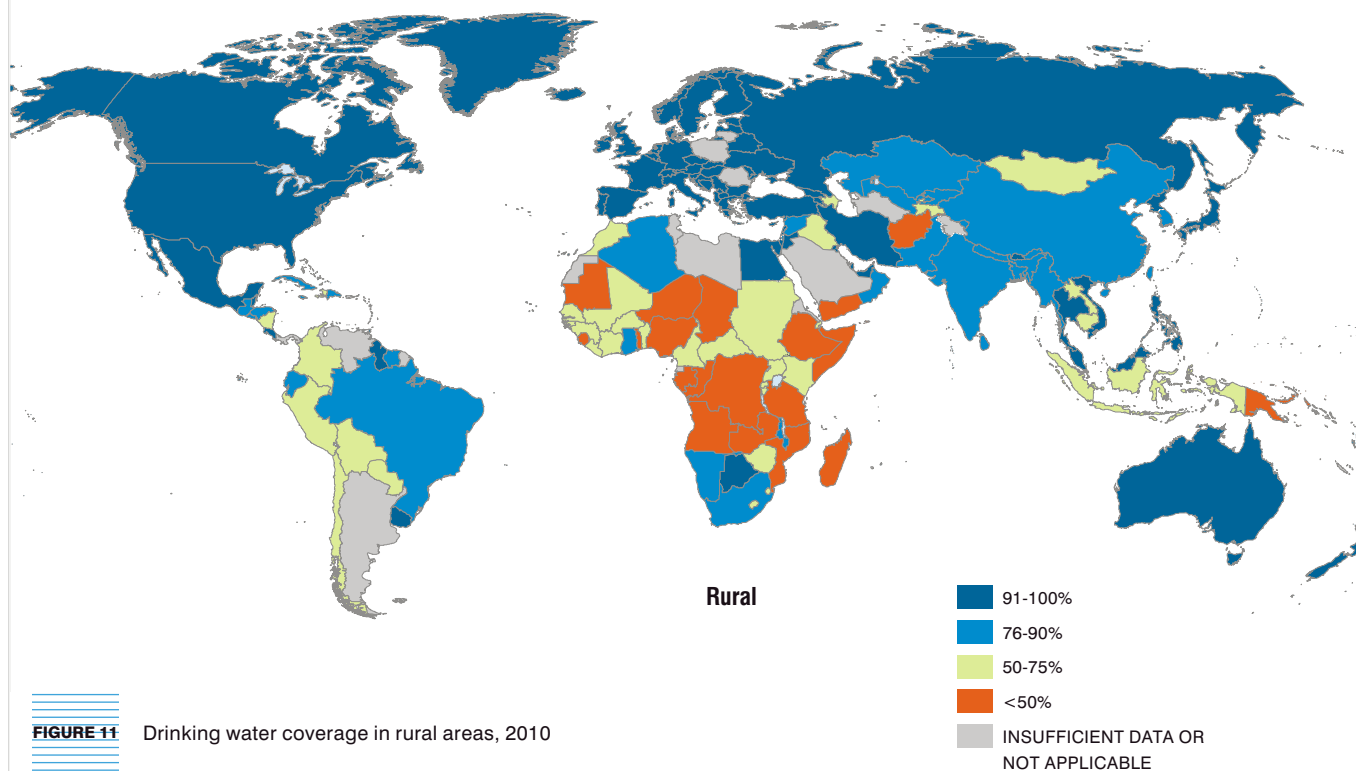 Rural
91-100%
76-90%
50-75%
<50%
INSUFFICIENT DATA OR
NOT APPLICABLE
FIGURE 11 Drinking water coverage in rural areas, 2010